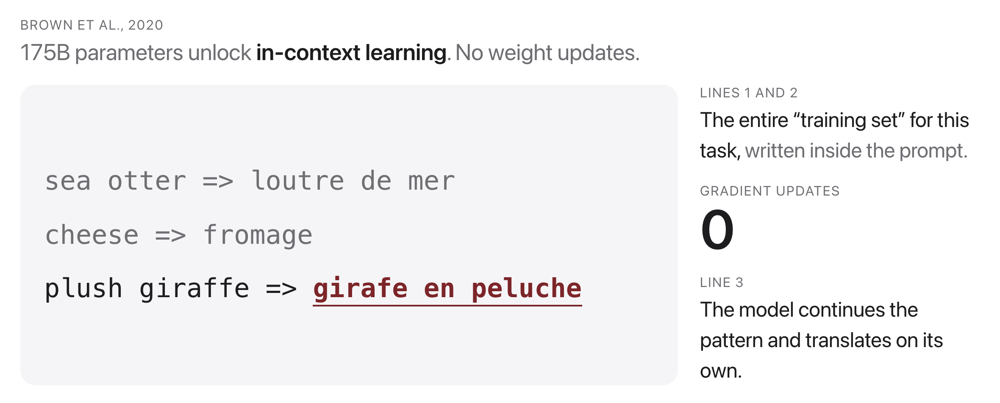 BROWN ET AL., 2020
175B parameters unlock in-context learning. No weight updates.
sea otter => loutre de mer
cheese => fromage
plush giraffe => girafe en peluche
LINES 1 AND 2
The entire “training set” for this
task, written inside the prompt.
GRADIENT UPDATES
0
LINE 3
The model continues the
pattern and translates on its
own.